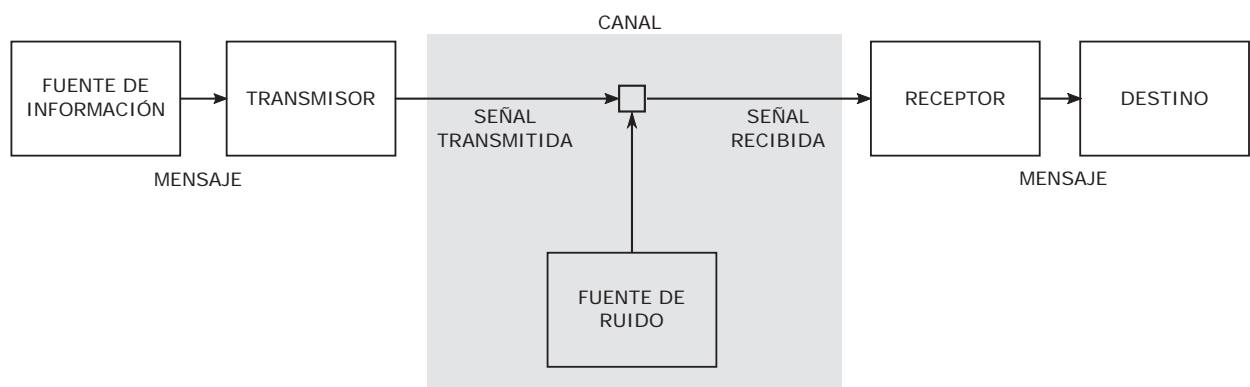 CANAL
FUENTE DE
INFORMACIÓN
TRANSMISOR
SEÑAL
TRANSMITIDA
SEÑAL
RECIBIDA
RECEPTOR
DESTINO
MENSAJE
MENSAJE
FUENTE DE
RUIDO